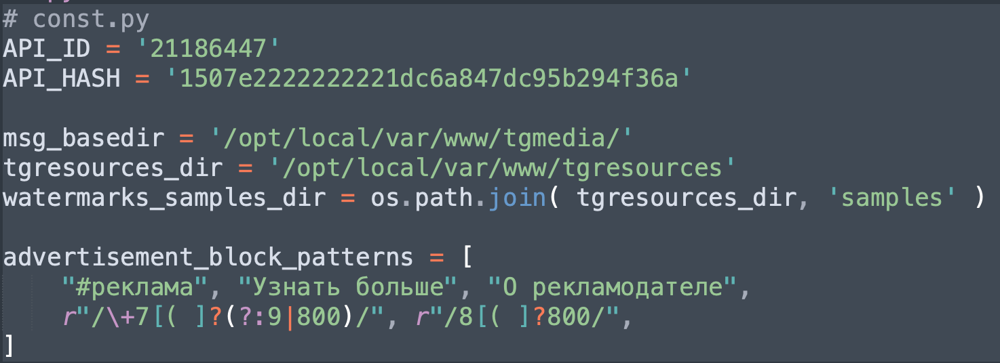 # const.py
API_ID = '21186447'
API_HASH = '1507e2222222221dc6a847dc95b294f36a'
msg_basedir = '/opt/local/var/www/tgmedia/'
tgresources_dir = '/opt/local/var/www/tgresources'
watermarks_samples_dir = os.path.join( tgresources_dir, 'samples' )
advertisement_block_patterns = [
    "#реклама", "Узнать больше", "О рекламодателе",
    r"/\+7[( ]?(?:9|800)/", r"/8[( ]?800/",
]